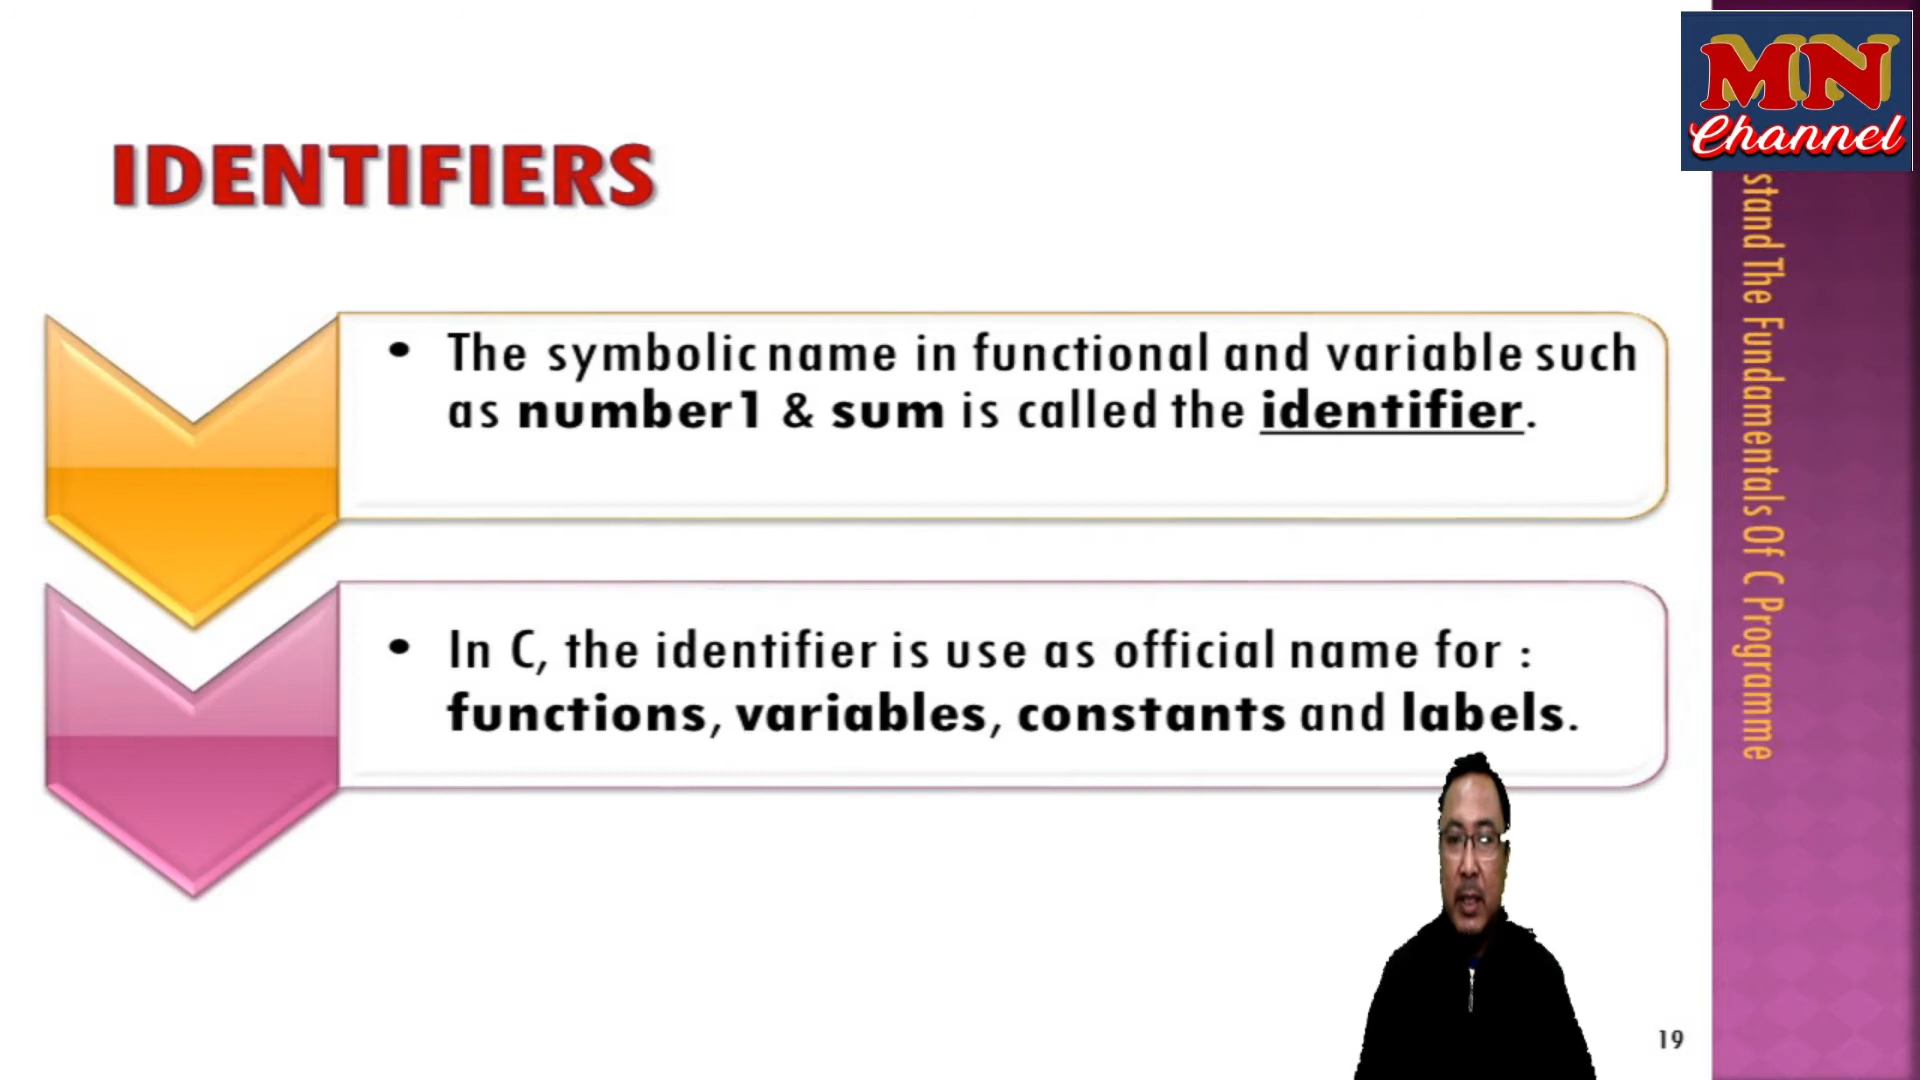 MN
Channel
IDENTIFIERS
• The symbolic name in functional and variable such
as number1 & sum is called the identifier.
• In C, the identifier is use as official name for :
functions, variables, constants and labels.
stand The Fundamentals Of C Programme
19